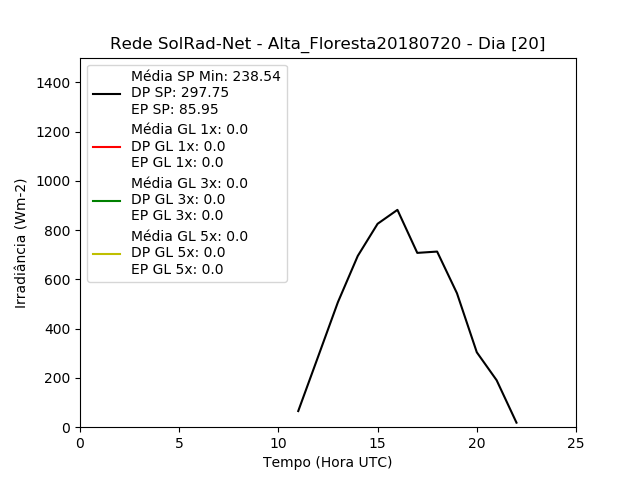 Rede SolRad-Net - Alta_Floresta20180720 - Dia [20]
Média SP Min: 238.54
DP SP: 297.75
EP SP: 85.95
Média GL 1x: 0.0
DP GL 1x: 0.0
EP GL 1x: 0.0
Média GL 3x: 0.0
DP GL 3x: 0.0
EP GL 3x: 0.0
Média GL 5x: 0.0
DP GL 5x: 0.0
EP GL 5x: 0.0
Irradiância (Wm-2)
1400
1200
1000
800
600
400
200
0
0 5 10 15 20 25
Tempo (Hora UTC)